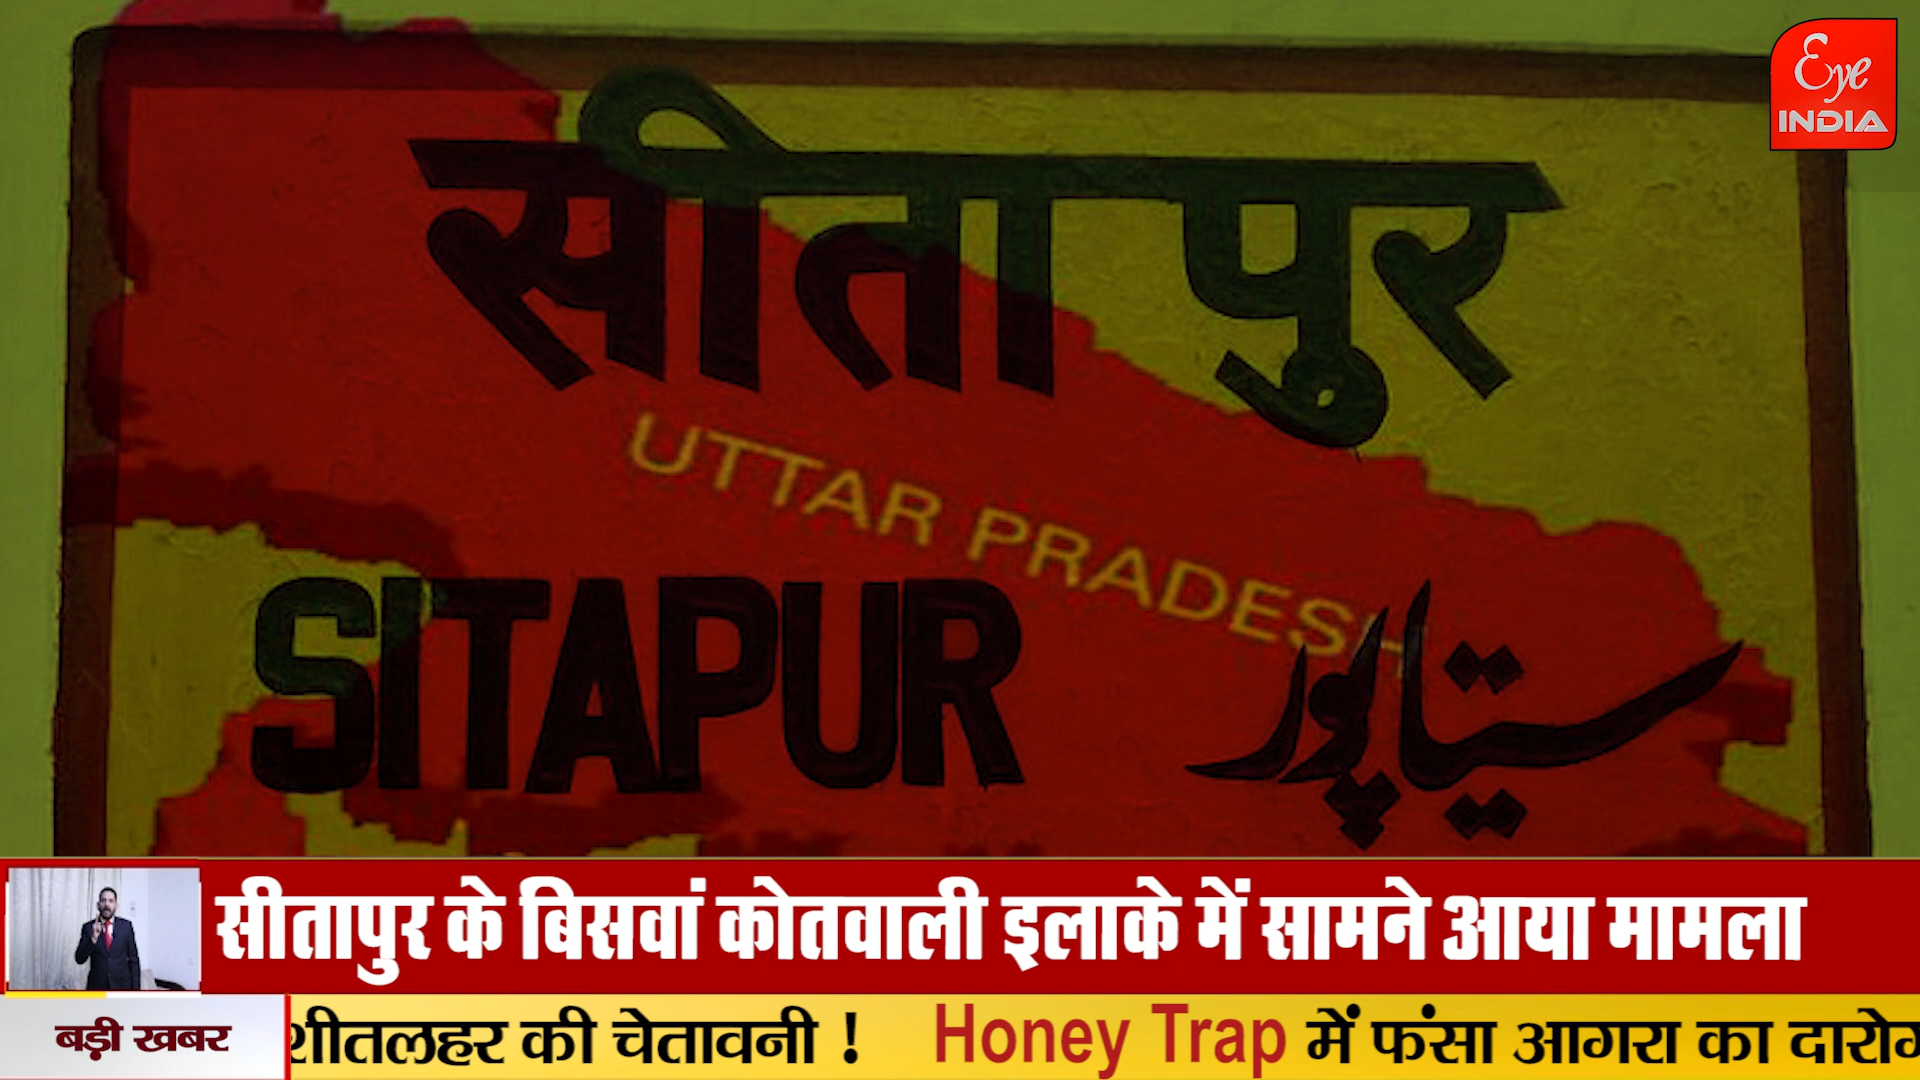 Eye
INDIA
सीतापुर
UTTAR PRADESH
SITAPUR
سیتاپور
सीतापुर के बिसवां कोतवाली इलाके में सामने आया मामला
बड़ी खबर
शीतलहर की चेतावनी ! Honey Trap में फंसा आगरा का